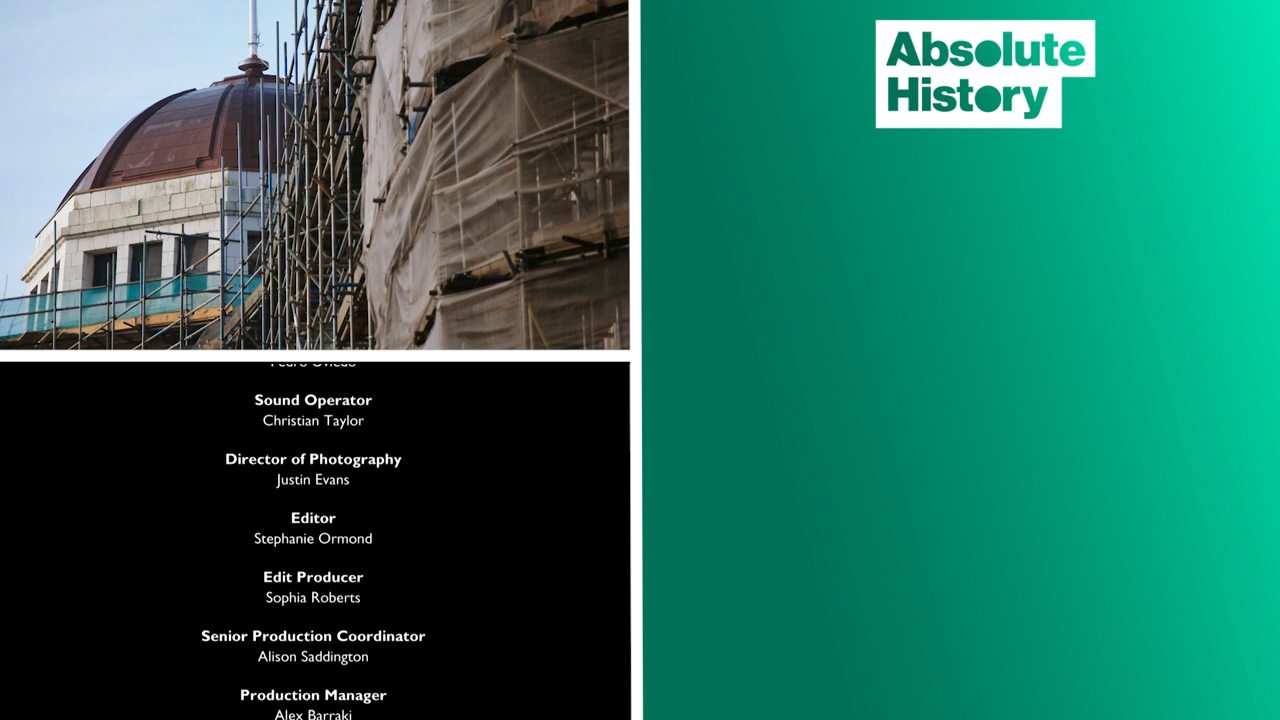 Absolute
History
Sound Operator
Christian Taylor
Director of Photography
Justin Evans
Editor
Stephanie Ormond
Edit Producer
Sophia Roberts
Senior Production Coordinator
Alison Saddington
Production Manager
Alex Barraki